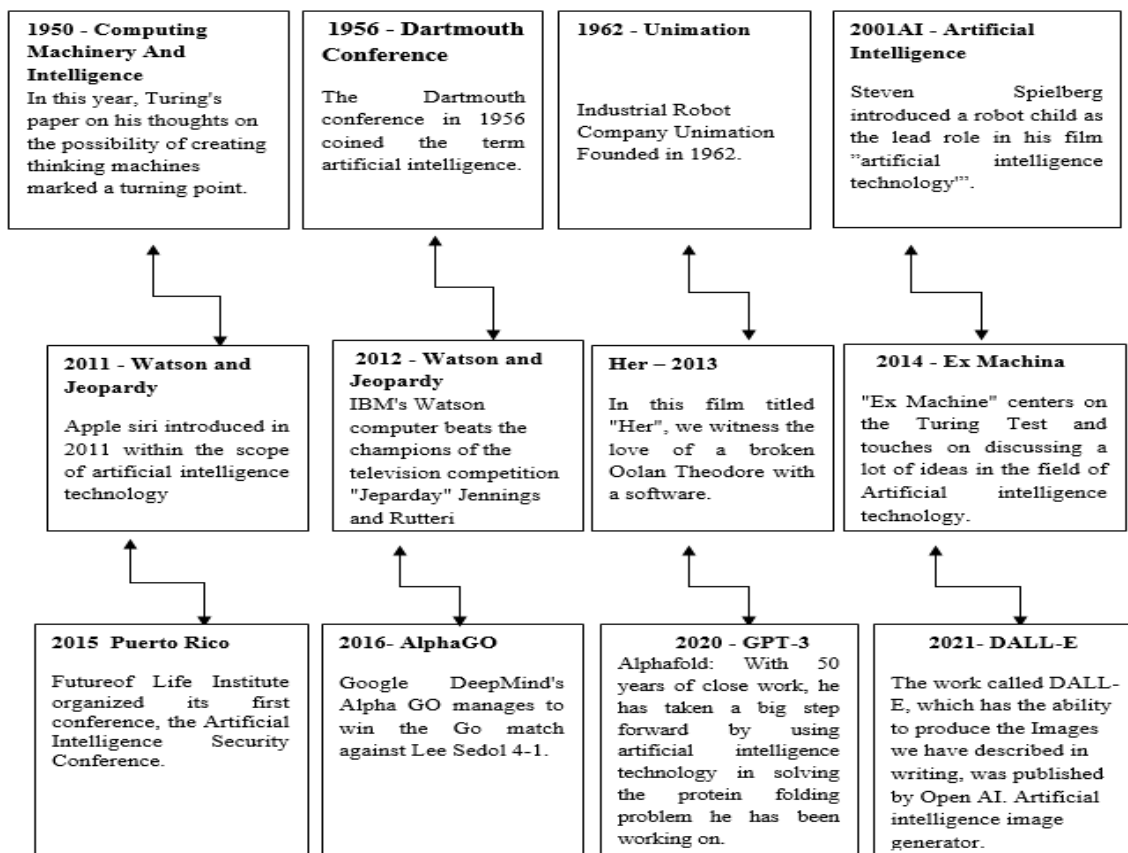 1950 - Computing
Machinery And
Intelligence
In this year, Turing's
paper on his thoughts on
the possibility of creating
thinking machines
marked a turning point.
1956 - Dartmouth
Conference
The Dartmouth
conference in 1956
coined the term
artificial intelligence.
1962 - Unimation
Industrial Robot
Company Unimation
Founded in 1962.
2001AI - Artificial
Intelligence
Steven Spielberg
introduced a robot child
as the lead role in his film
"artificial intelligence
technology'".
2011 - Watson and
Jeopardy
Apple siri introduced in
2011 within the scope
of artificial intelligence
technology
2012 - Watson and
Jeopardy
IBM's Watson
computer beats the
champions of the
television competition
"Jeparday" Jennings
and Rutteri
Her – 2013
In this film titled
"Her", we witness the
love of a broken
Oolan Theodore with
a software.
2014 - Ex Machina
"Ex Machine" centers on
the Turing Test and
touches on discussing a
lot of ideas in the field of
Artificial intelligence
technology.
2015 Puerto Rico
Futureof Life Institute
organized its first
conference, the Artificial
Intelligence Security
Conference.
2016- AlphaGO
Google DeepMind's
Alpha GO manages to
win the Go match
against Lee Sedol 4-1.
2020 - GPT-3
Alphafold: With 50
years of close work, he
has taken a big step
forward by using
artificial intelligence
technology in solving
the protein folding
problem he has been
working on.
2021- DALL-E
The work called DALL-
E, which has the ability
to produce the Images
we have described in
writing, was published
by Open AI. Artificial
intelligence image
generator.